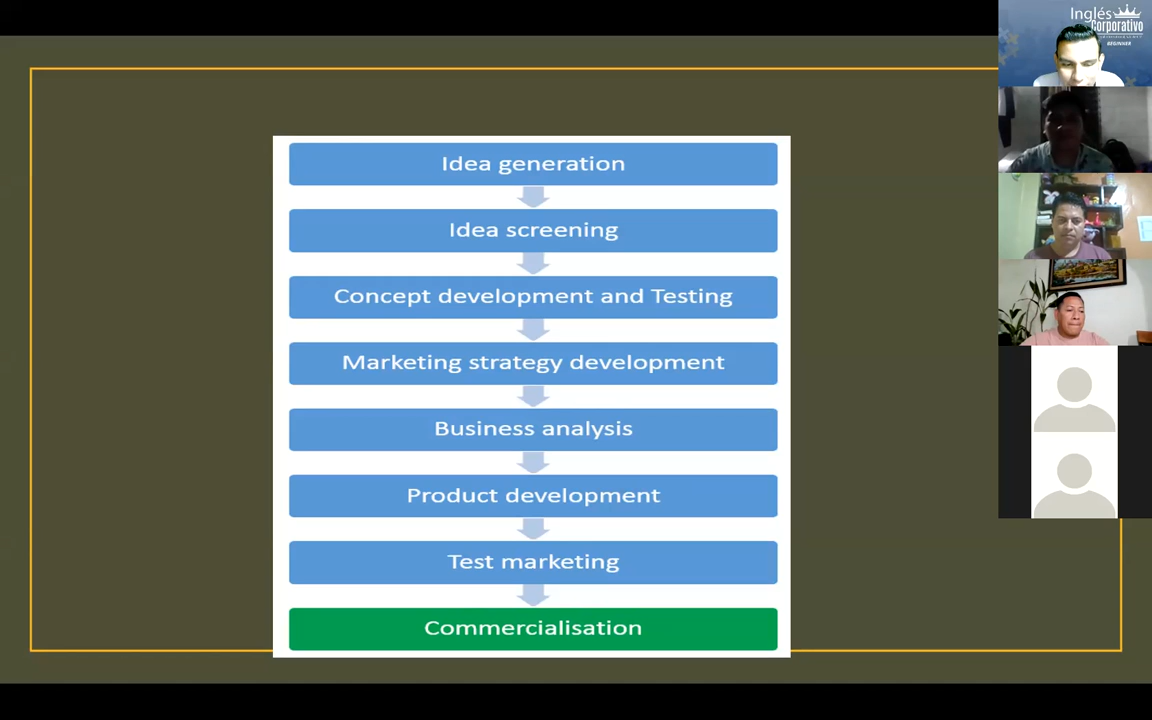 Inglés
Corporativo
BEGINNER
Idea generation
Idea screening
Concept development and Testing
Marketing strategy development
Business analysis
Product development
Test marketing
Commercialisation